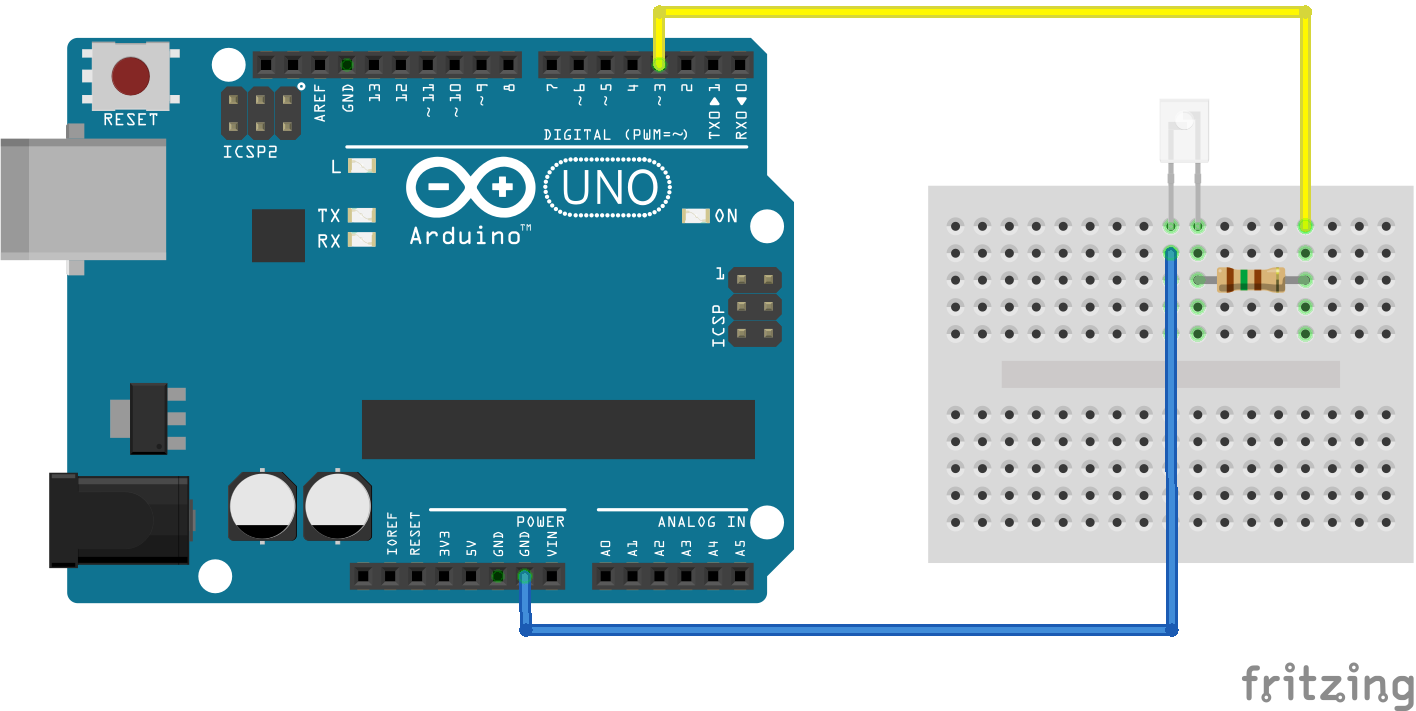 RESET
ICSP2
AREF
GND
13
12
~11
~10
~9
8
7
~6
~5
4
~3
2
TXO▶1
RXO◀0
DIGITAL (PWM=~)
L
TX
RX
Arduino™
UNO
ON
1
ICSP
POWER
ANALOG IN
IOREF
RESET
3V3
5V
GND
GND
VIN
A0
A1
A2
A3
A4
A5
fritzing